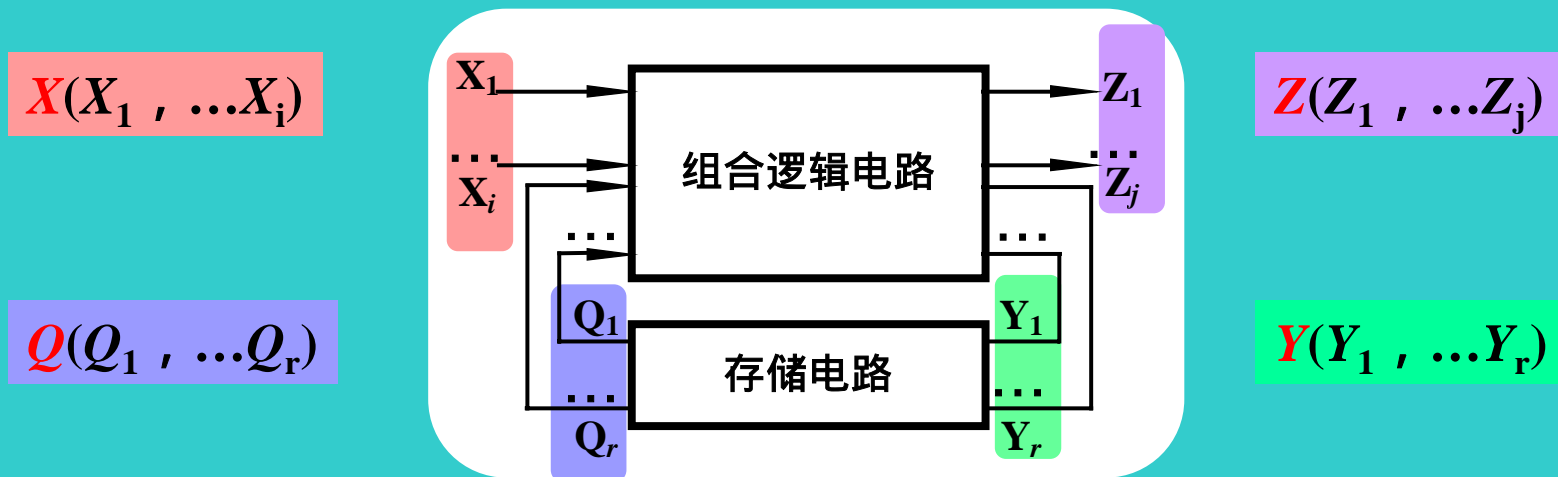 X(X1 , …Xi)
Q(Q1 , …Qr)
X1
…
Xi
…
Q1
…
Qr
组合逻辑电路
存储电路
Z1
…
Zj
…
Y1
…
Yr
Z(Z1 , …Zj)
Y(Y1 , …Yr)